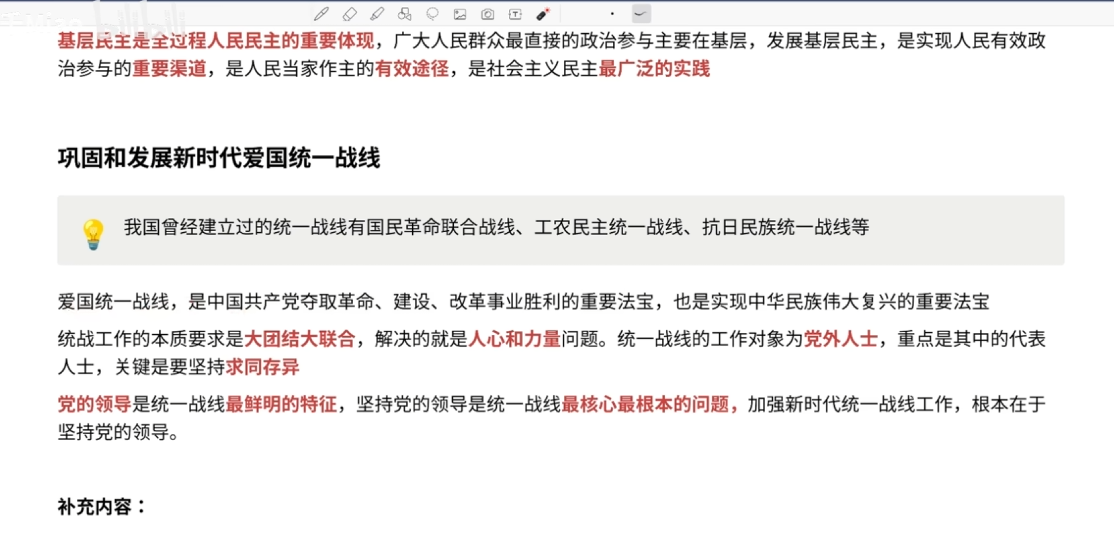 基层民主是全过程人民民主的重要体现，广大人民群众最直接的政治参与主要在基层，发展基层民主，是实现人民有效政
治参与的重要渠道，是人民当家作主的有效途径，是社会主义民主最广泛的实践
巩固和发展新时代爱国统一战线
我国曾经建立过的统一战线有国民革命联合战线、工农民主统一战线、抗日民族统一战线等
爱国统一战线，是中国共产党夺取革命、建设、改革事业胜利的重要法宝，也是实现中华民族伟大复兴的重要法宝
统战工作的本质要求是大团结大联合，解决的就是人心和力量问题。统一战线的工作对象为党外人士，重点是其中的代表
人士，关键是要坚持求同存异
党的领导是统一战线最鲜明的特征，坚持党的领导是统一战线最核心最根本的问题，加强新时代统一战线工作，根本在于
坚持党的领导。
补充内容：